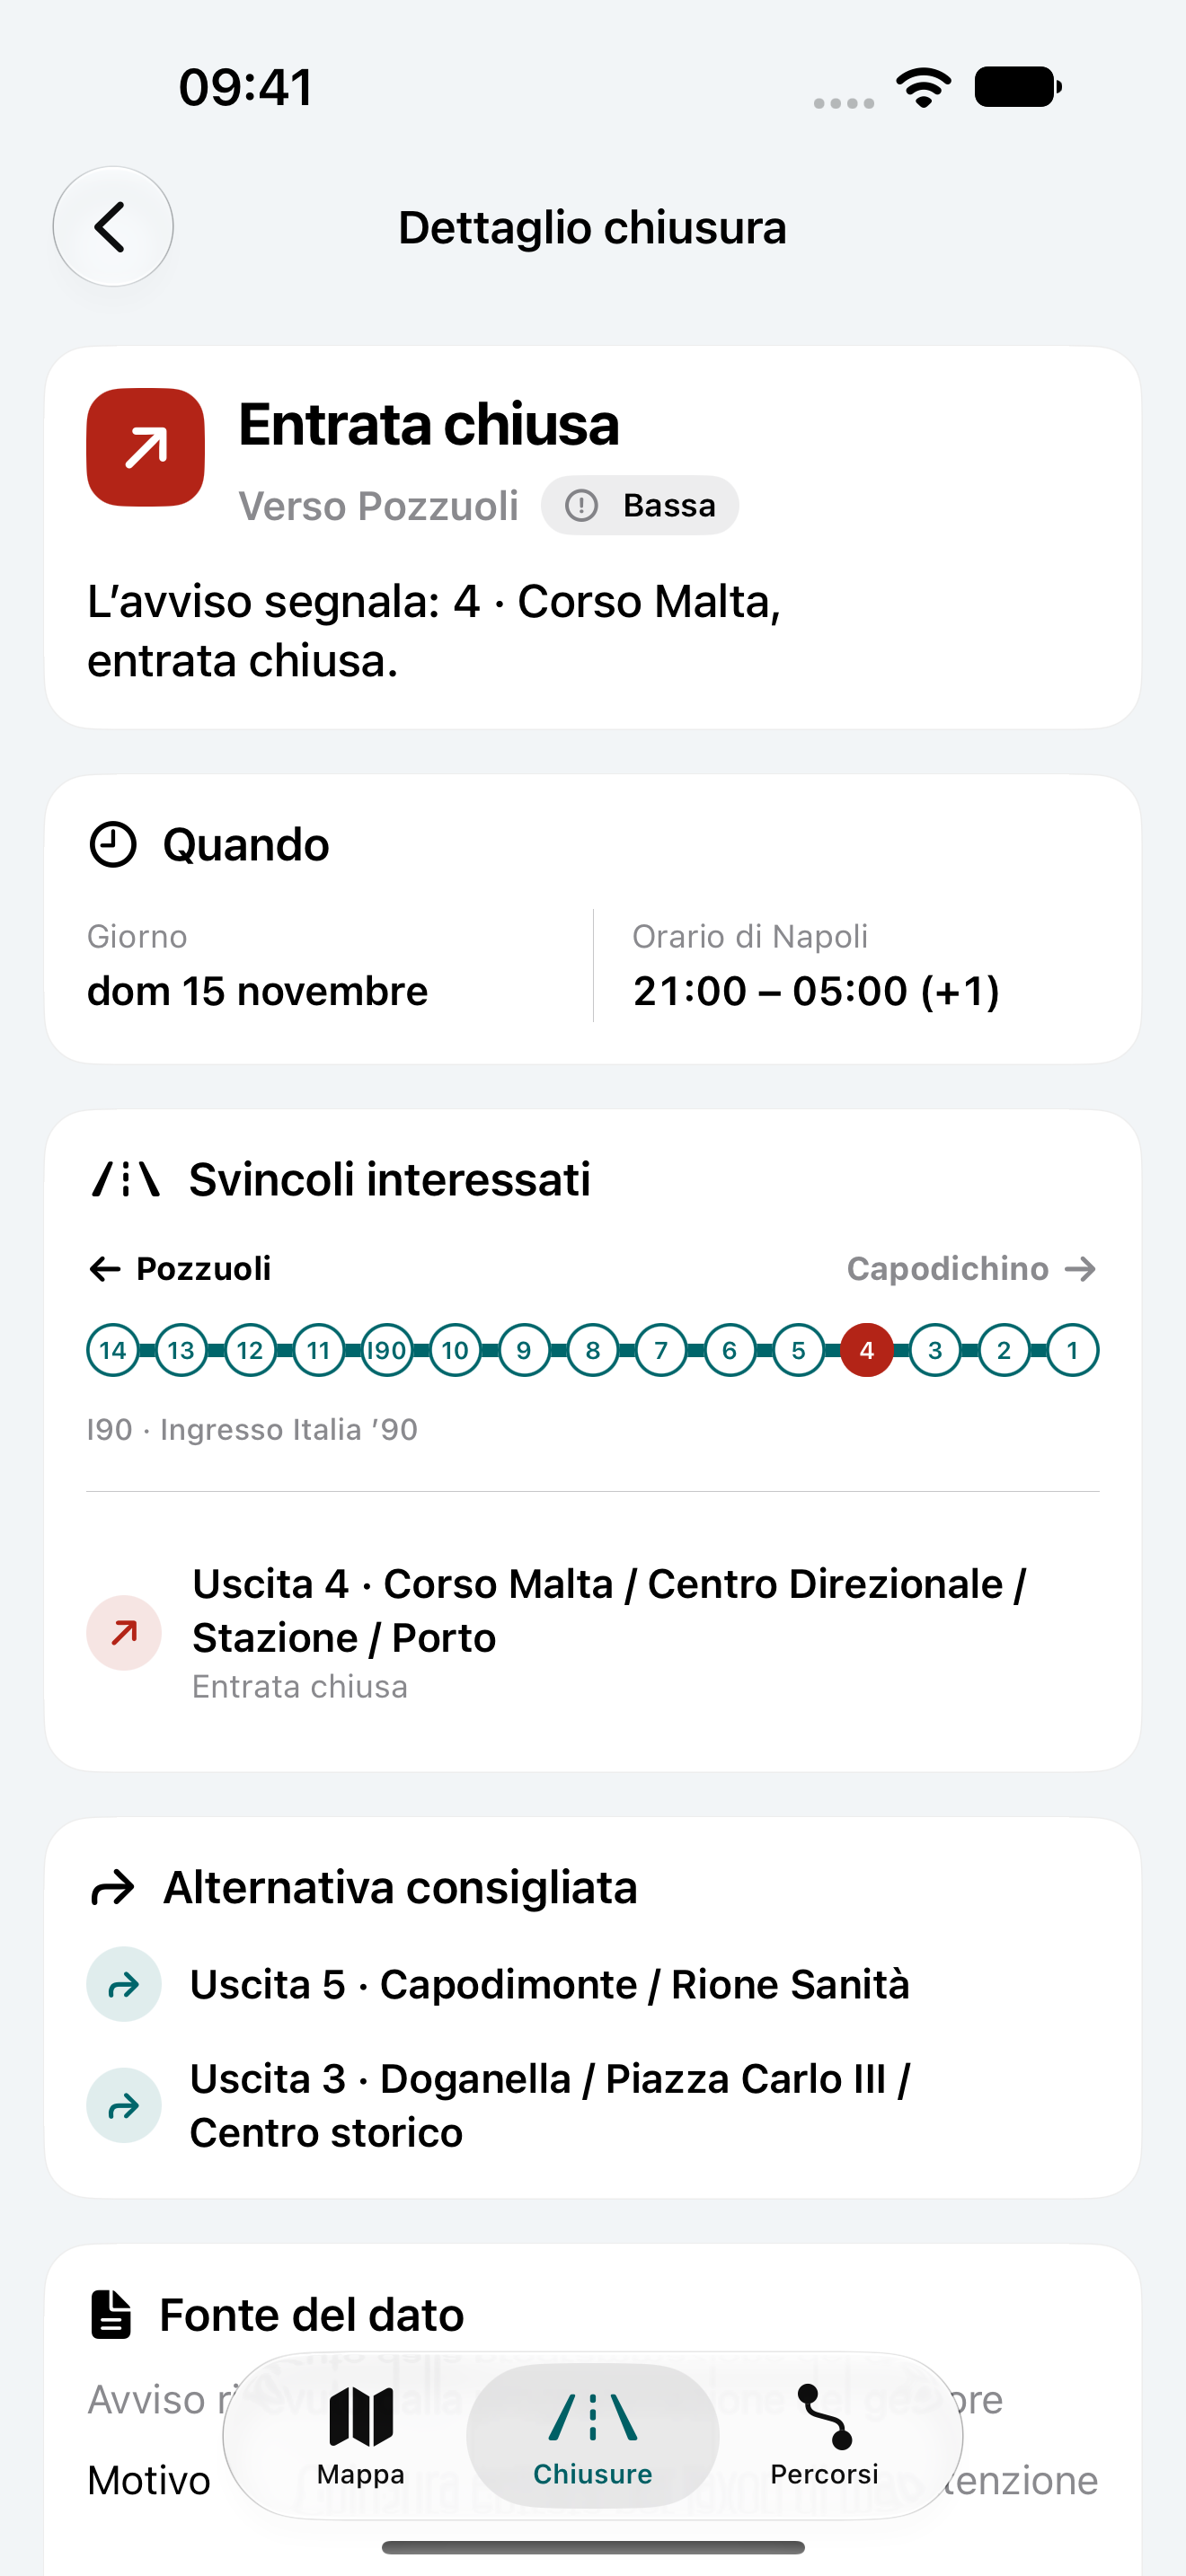 09:41
Dettaglio chiusura
Entrata chiusa
Verso Pozzuoli Bassa
L’avviso segnala: 4 · Corso Malta,
entrata chiusa.
Quando
Giorno
dom 15 novembre
Orario di Napoli
21:00 – 05:00 (+1)
Svincoli interessati
← Pozzuoli Capodichino →
14 13 12 11 I90 10 9 8 7 6 5 4 3 2 1
I90 · Ingresso Italia ’90
Uscita 4 · Corso Malta / Centro Direzionale /
Stazione / Porto
Entrata chiusa
Alternativa consigliata
Uscita 5 · Capodimonte / Rione Sanità
Uscita 3 · Doganella / Piazza Carlo III /
Centro storico
Fonte del dato
Avviso
Motivo
Mappa
Chiusure
Percorsi